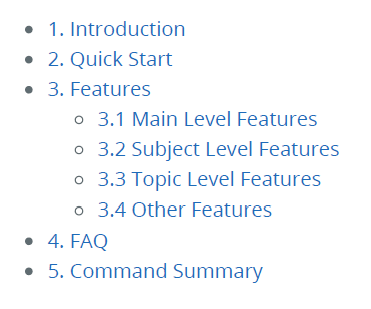 1. Introduction
2. Quick Start
3. Features
3.1 Main Level Features
3.2 Subject Level Features
3.3 Topic Level Features
3.4 Other Features
4. FAQ
5. Command Summary